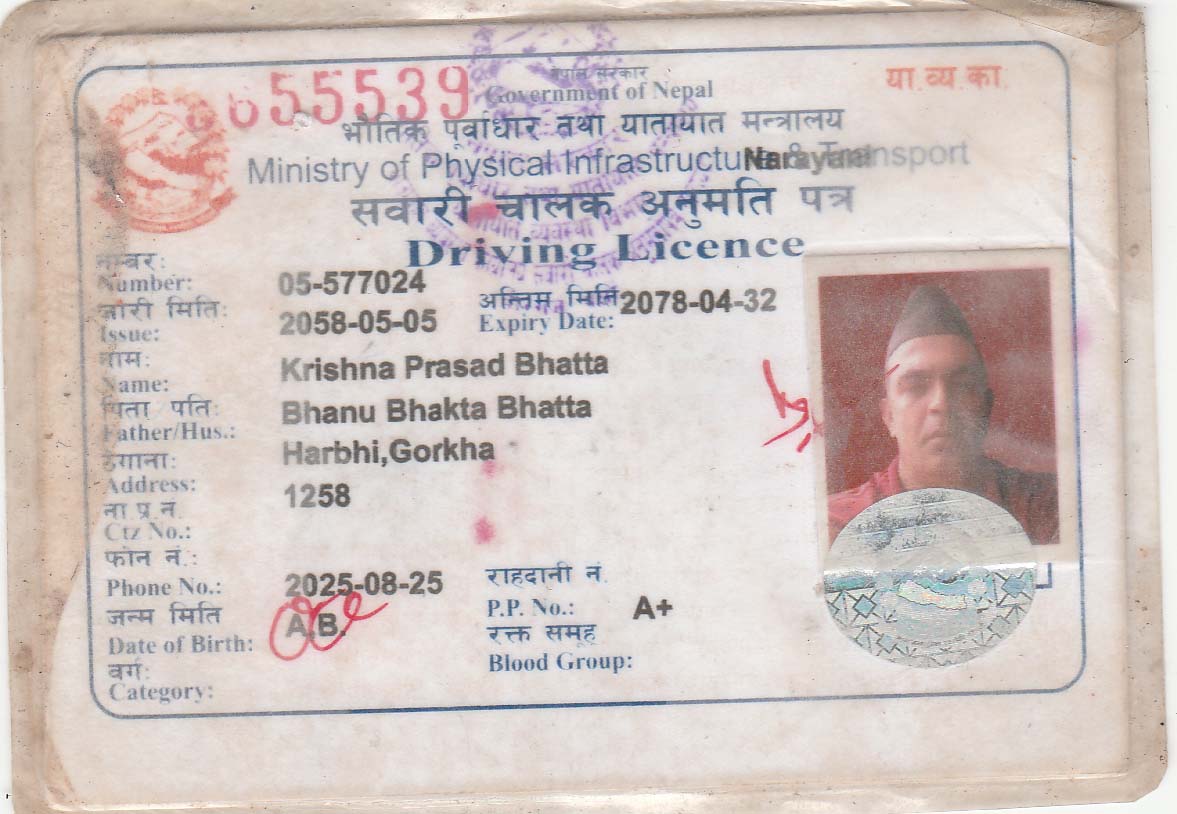 655539
नेपाल सरकार
Government of Nepal
या.व्य.का.
भौतिक पूर्वाधार तथा यातायात मन्त्रालय
Ministry of Physical Infrastructure & Transport
Narayani
सवारी चालक अनुमति पत्र
Driving Licence
नम्बर:
Number: 05-577024
जारी मिति:
Issue: 2058-05-05
अन्तिम मिति 2078-04-32
Expiry Date:
नाम:
Name: Krishna Prasad Bhatta
पिता/पति:
Father/Hus.: Bhanu Bhakta Bhatta
ठेगाना: Harbhi,Gorkha
Address:
ना.प्र.नं. 1258
Ctz No.:
फोन नं.:
Phone No.: 2025-08-25
राहदानी नं.
P.P. No.: A+
जन्म मिति A.B.
Date of Birth:
रक्त समूह
Blood Group:
वर्ग:
Category: